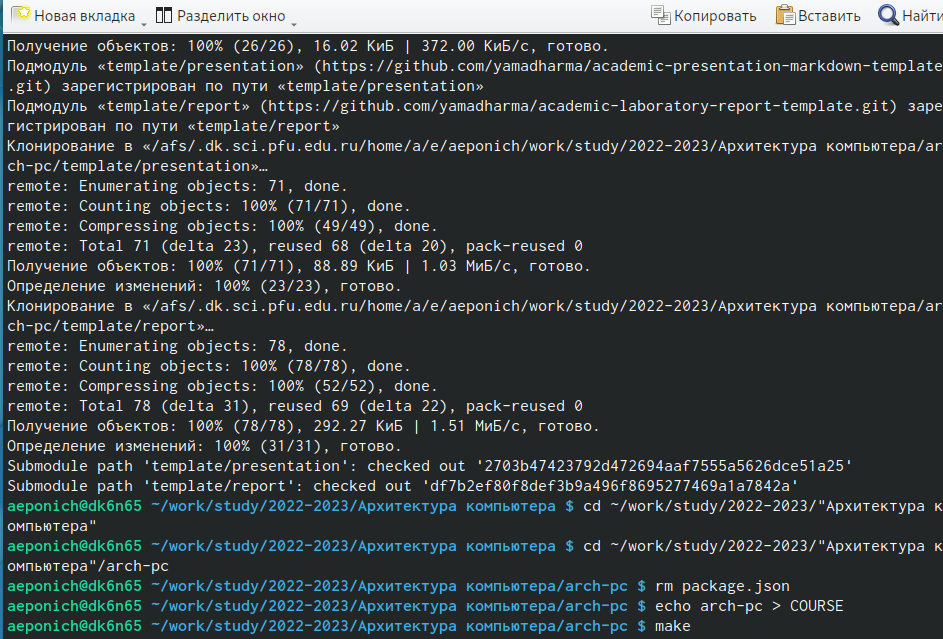 Новая вкладка Разделить окно Копировать Вставить Найти
Получение объектов: 100% (26/26), 16.02 КиБ | 372.00 КиБ/с, готово.
Подмодуль «template/presentation» (https://github.com/yamadharma/academic-presentation-markdown-template
.git) зарегистрирован по пути «template/presentation»
Подмодуль «template/report» (https://github.com/yamadharma/academic-laboratory-report-template.git) заре
гистрирован по пути «template/report»
Клонирование в «/afs/.dk.sci.pfu.edu.ru/home/a/e/aeponich/work/study/2022-2023/Архитектура компьютера/ar
ch-pc/template/presentation»…
remote: Enumerating objects: 71, done.
remote: Counting objects: 100% (71/71), done.
remote: Compressing objects: 100% (49/49), done.
remote: Total 71 (delta 23), reused 68 (delta 20), pack-reused 0
Получение объектов: 100% (71/71), 88.89 КиБ | 1.03 МиБ/с, готово.
Определение изменений: 100% (23/23), готово.
Клонирование в «/afs/.dk.sci.pfu.edu.ru/home/a/e/aeponich/work/study/2022-2023/Архитектура компьютера/ar
ch-pc/template/report»…
remote: Enumerating objects: 78, done.
remote: Counting objects: 100% (78/78), done.
remote: Compressing objects: 100% (52/52), done.
remote: Total 78 (delta 31), reused 69 (delta 22), pack-reused 0
Получение объектов: 100% (78/78), 292.27 КиБ | 1.51 МиБ/с, готово.
Определение изменений: 100% (31/31), готово.
Submodule path 'template/presentation': checked out '2703b47423792d472694aaf7555a5626dce51a25'
Submodule path 'template/report': checked out 'df7b2ef80f8def3b9a496f8695277469a1a7842a'
aeponich@dk6n65 ~/work/study/2022-2023/Архитектура компьютера $ cd ~/work/study/2022-2023/"Архитектура к
омпьютера"
aeponich@dk6n65 ~/work/study/2022-2023/Архитектура компьютера $ cd ~/work/study/2022-2023/"Архитектура к
омпьютера"/arch-pc
aeponich@dk6n65 ~/work/study/2022-2023/Архитектура компьютера/arch-pc $ rm package.json
aeponich@dk6n65 ~/work/study/2022-2023/Архитектура компьютера/arch-pc $ echo arch-pc > COURSE
aeponich@dk6n65 ~/work/study/2022-2023/Архитектура компьютера/arch-pc $ make